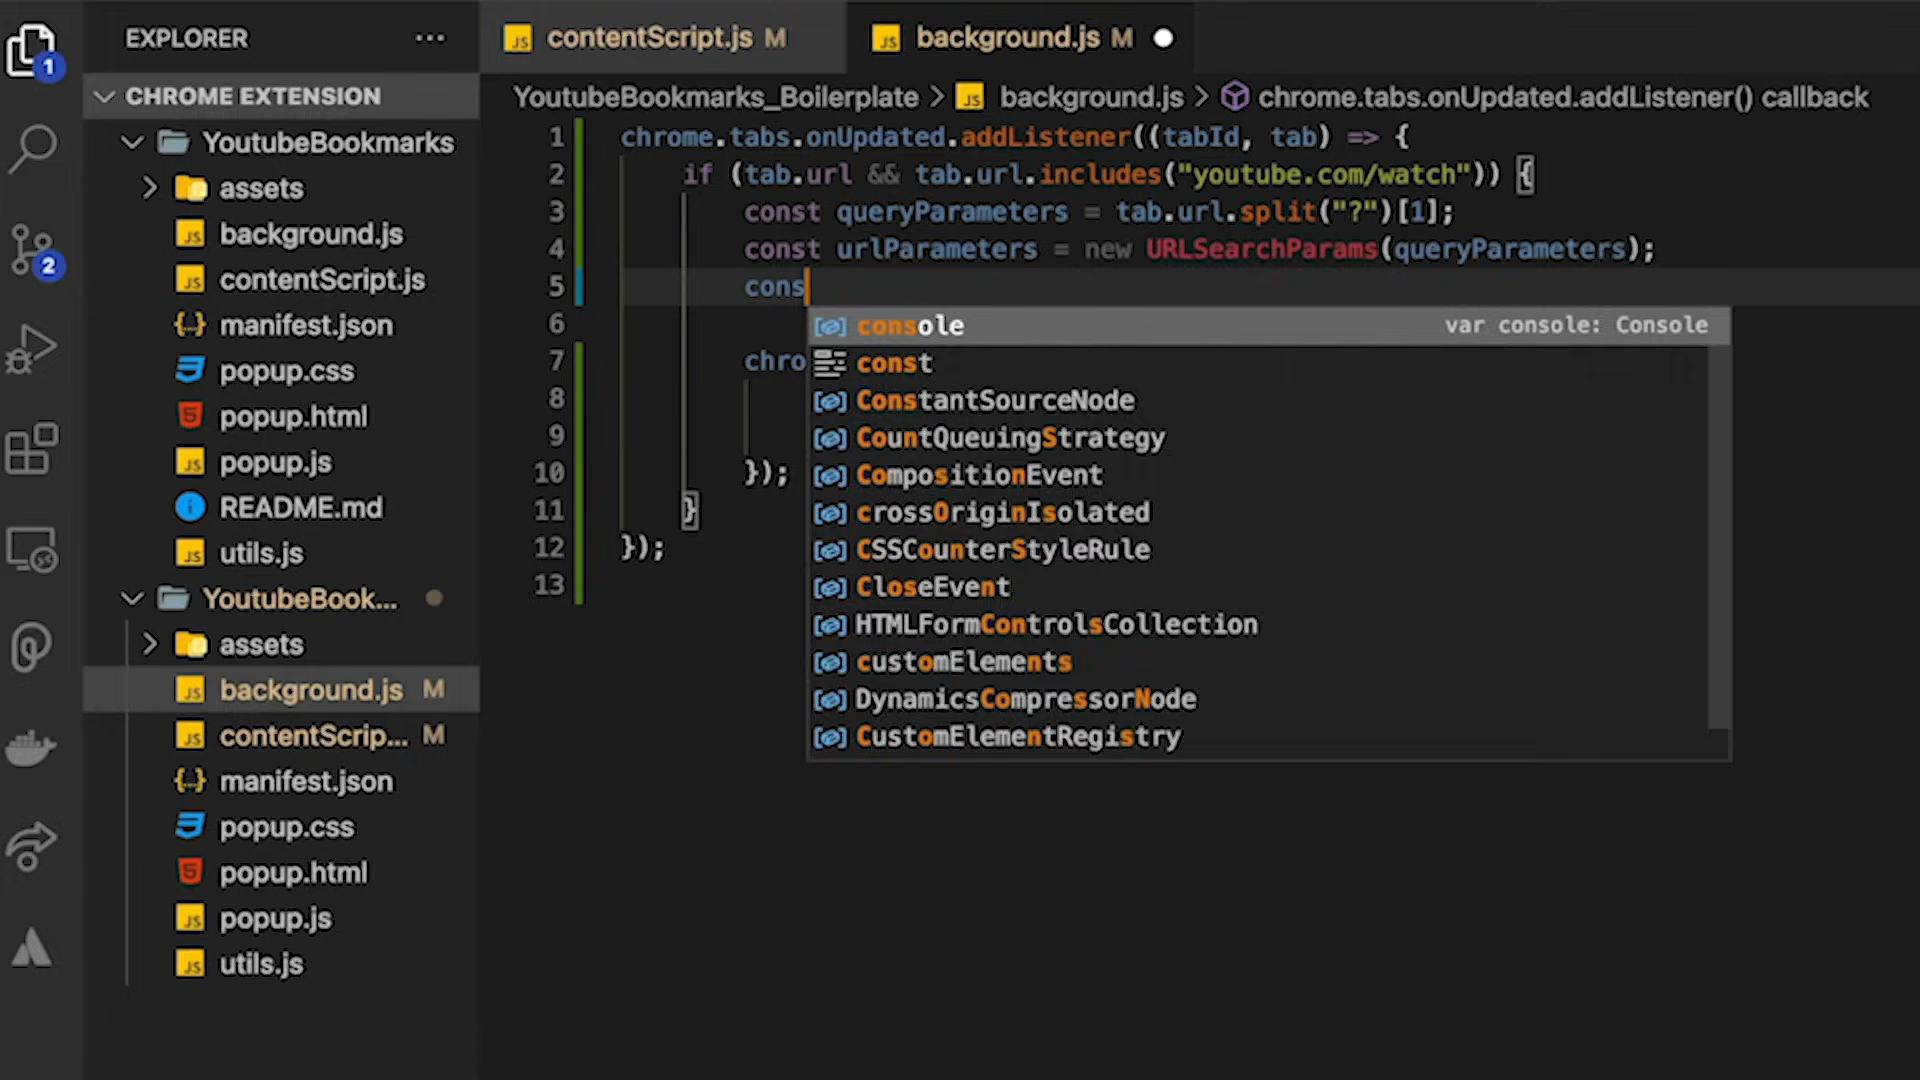 EXPLORER
CHROME EXTENSION
YoutubeBookmarks
assets
background.js
contentScript.js
manifest.json
popup.css
popup.html
popup.js
README.md
utils.js
YoutubeBook...
assets
background.js M
contentScrip... M
manifest.json
popup.css
popup.html
popup.js
utils.js
1
2
contentScript.js M
background.js M
YoutubeBookmarks_Boilerplate > background.js > chrome.tabs.onUpdated.addListener() callback
1 chrome.tabs.onUpdated.addListener((tabId, tab) => {
2 if (tab.url && tab.url.includes("youtube.com/watch")) {
3 const queryParameters = tab.url.split("?")[1];
4 const urlParameters = new URLSearchParams(queryParameters);
5 cons
6
7 chro
8
9
10 });
11 }
12 });
13
console var console: Console
const
ConstantSourceNode
CountQueuingStrategy
CompositionEvent
crossOriginIsolated
CSSCounterStyleRule
CloseEvent
HTMLFormControlsCollection
customElements
DynamicsCompressorNode
CustomElementRegistry